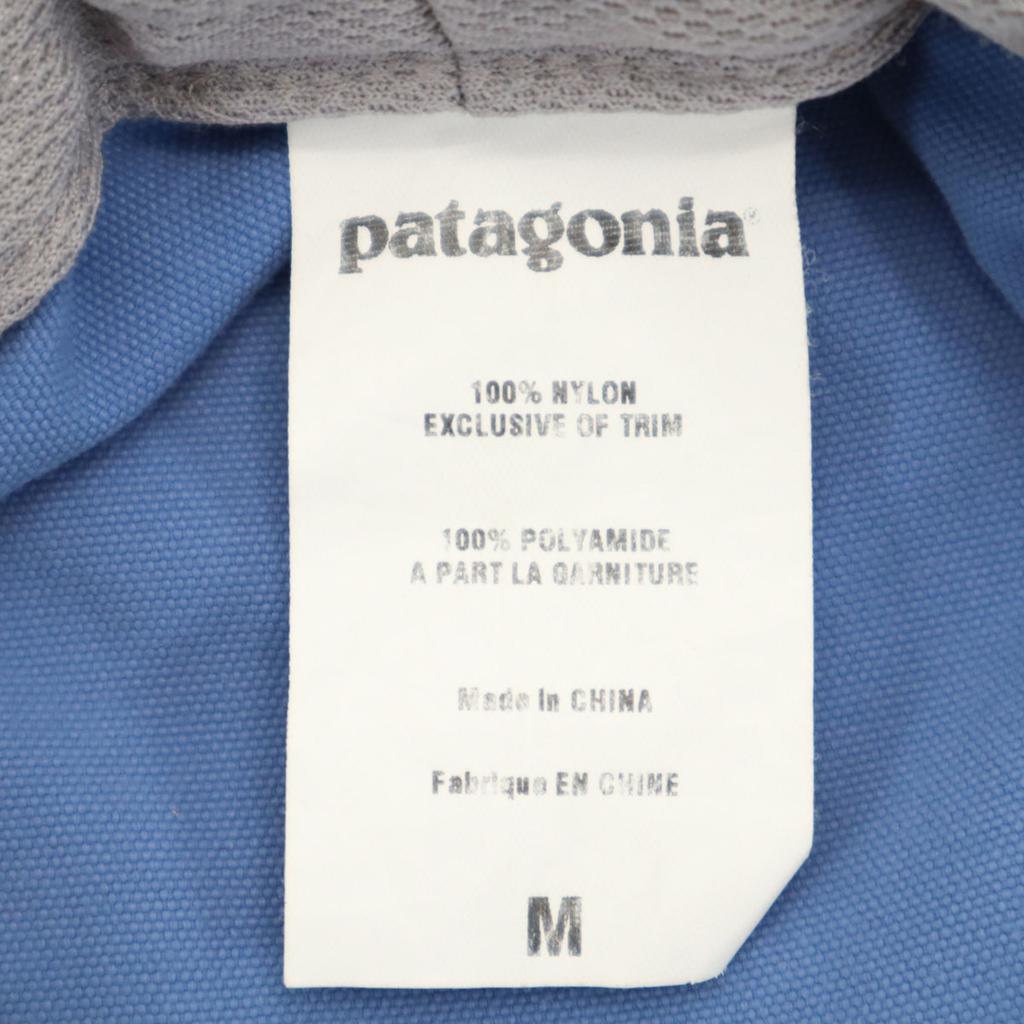 patagonia®
100% NYLON
EXCLUSIVE OF TRIM
100% POLYAMIDE
A PART LA GARNITURE
Made in CHINA
Fabrique EN CHINE
M